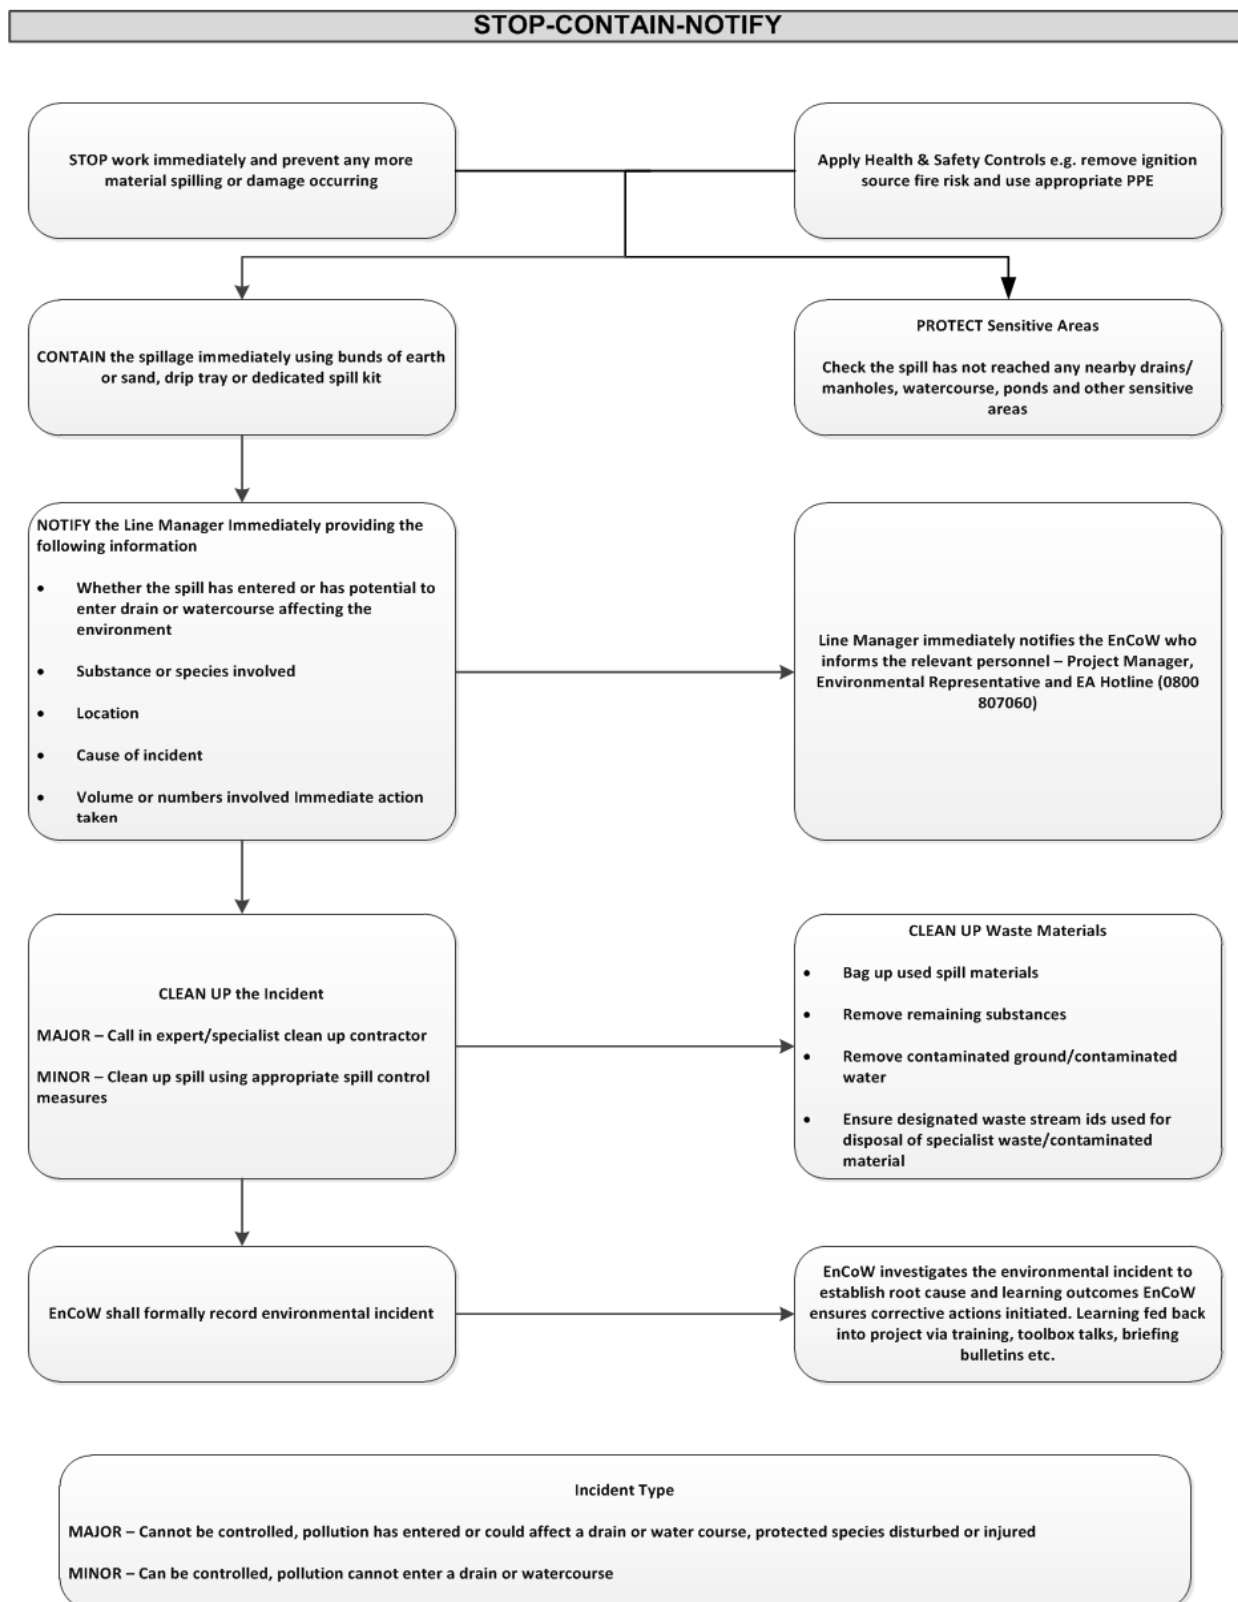 STOP-CONTAIN-NOTIFY
STOP work immediately and prevent any more
material spilling or damage occurring
Apply Health & Safety Controls e.g. remove ignition
source fire risk and use appropriate PPE
CONTAIN the spillage immediately using bunds of earth
or sand, drip tray or dedicated spill kit
PROTECT Sensitive Areas
Check the spill has not reached any nearby drains/
manholes, watercourse, ponds and other sensitive
areas
NOTIFY the Line Manager Immediately providing the
following information
• Whether the spill has entered or has potential to
enter drain or watercourse affecting the
environment
• Substance or species involved
• Location
• Cause of incident
• Volume or numbers involved Immediate action
taken
Line Manager immediately notifies the EnCoW who
informs the relevant personnel – Project Manager,
Environmental Representative and EA Hotline (0800
807060)
CLEAN UP the Incident
MAJOR – Call in expert/specialist clean up contractor
MINOR – Clean up spill using appropriate spill control
measures
CLEAN UP Waste Materials
• Bag up used spill materials
• Remove remaining substances
• Remove contaminated ground/contaminated
water
• Ensure designated waste stream ids used for
disposal of specialist waste/contaminated
material
EnCoW shall formally record environmental incident
EnCoW investigates the environmental incident to
establish root cause and learning outcomes EnCoW
ensures corrective actions initiated. Learning fed back
into project via training, toolbox talks, briefing
bulletins etc.
Incident Type
MAJOR – Cannot be controlled, pollution has entered or could affect a drain or water course, protected species disturbed or injured
MINOR – Can be controlled, pollution cannot enter a drain or watercourse